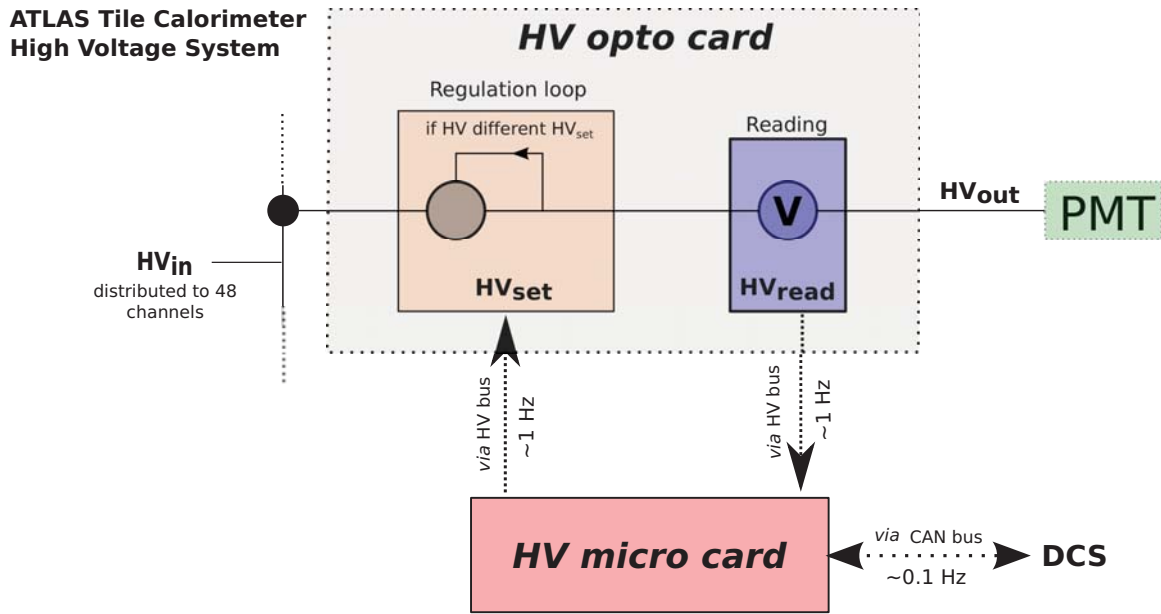 ATLAS Tile Calorimeter
High Voltage System
HV opto card
Regulation loop
if HV different HVset
Reading
V
HVout
PMT
HVin
distributed to 48
channels
HVset
HVread
via HV bus
~1 Hz
via HV bus
~1 Hz
HV micro card
via CAN bus
~0.1 Hz
DCS